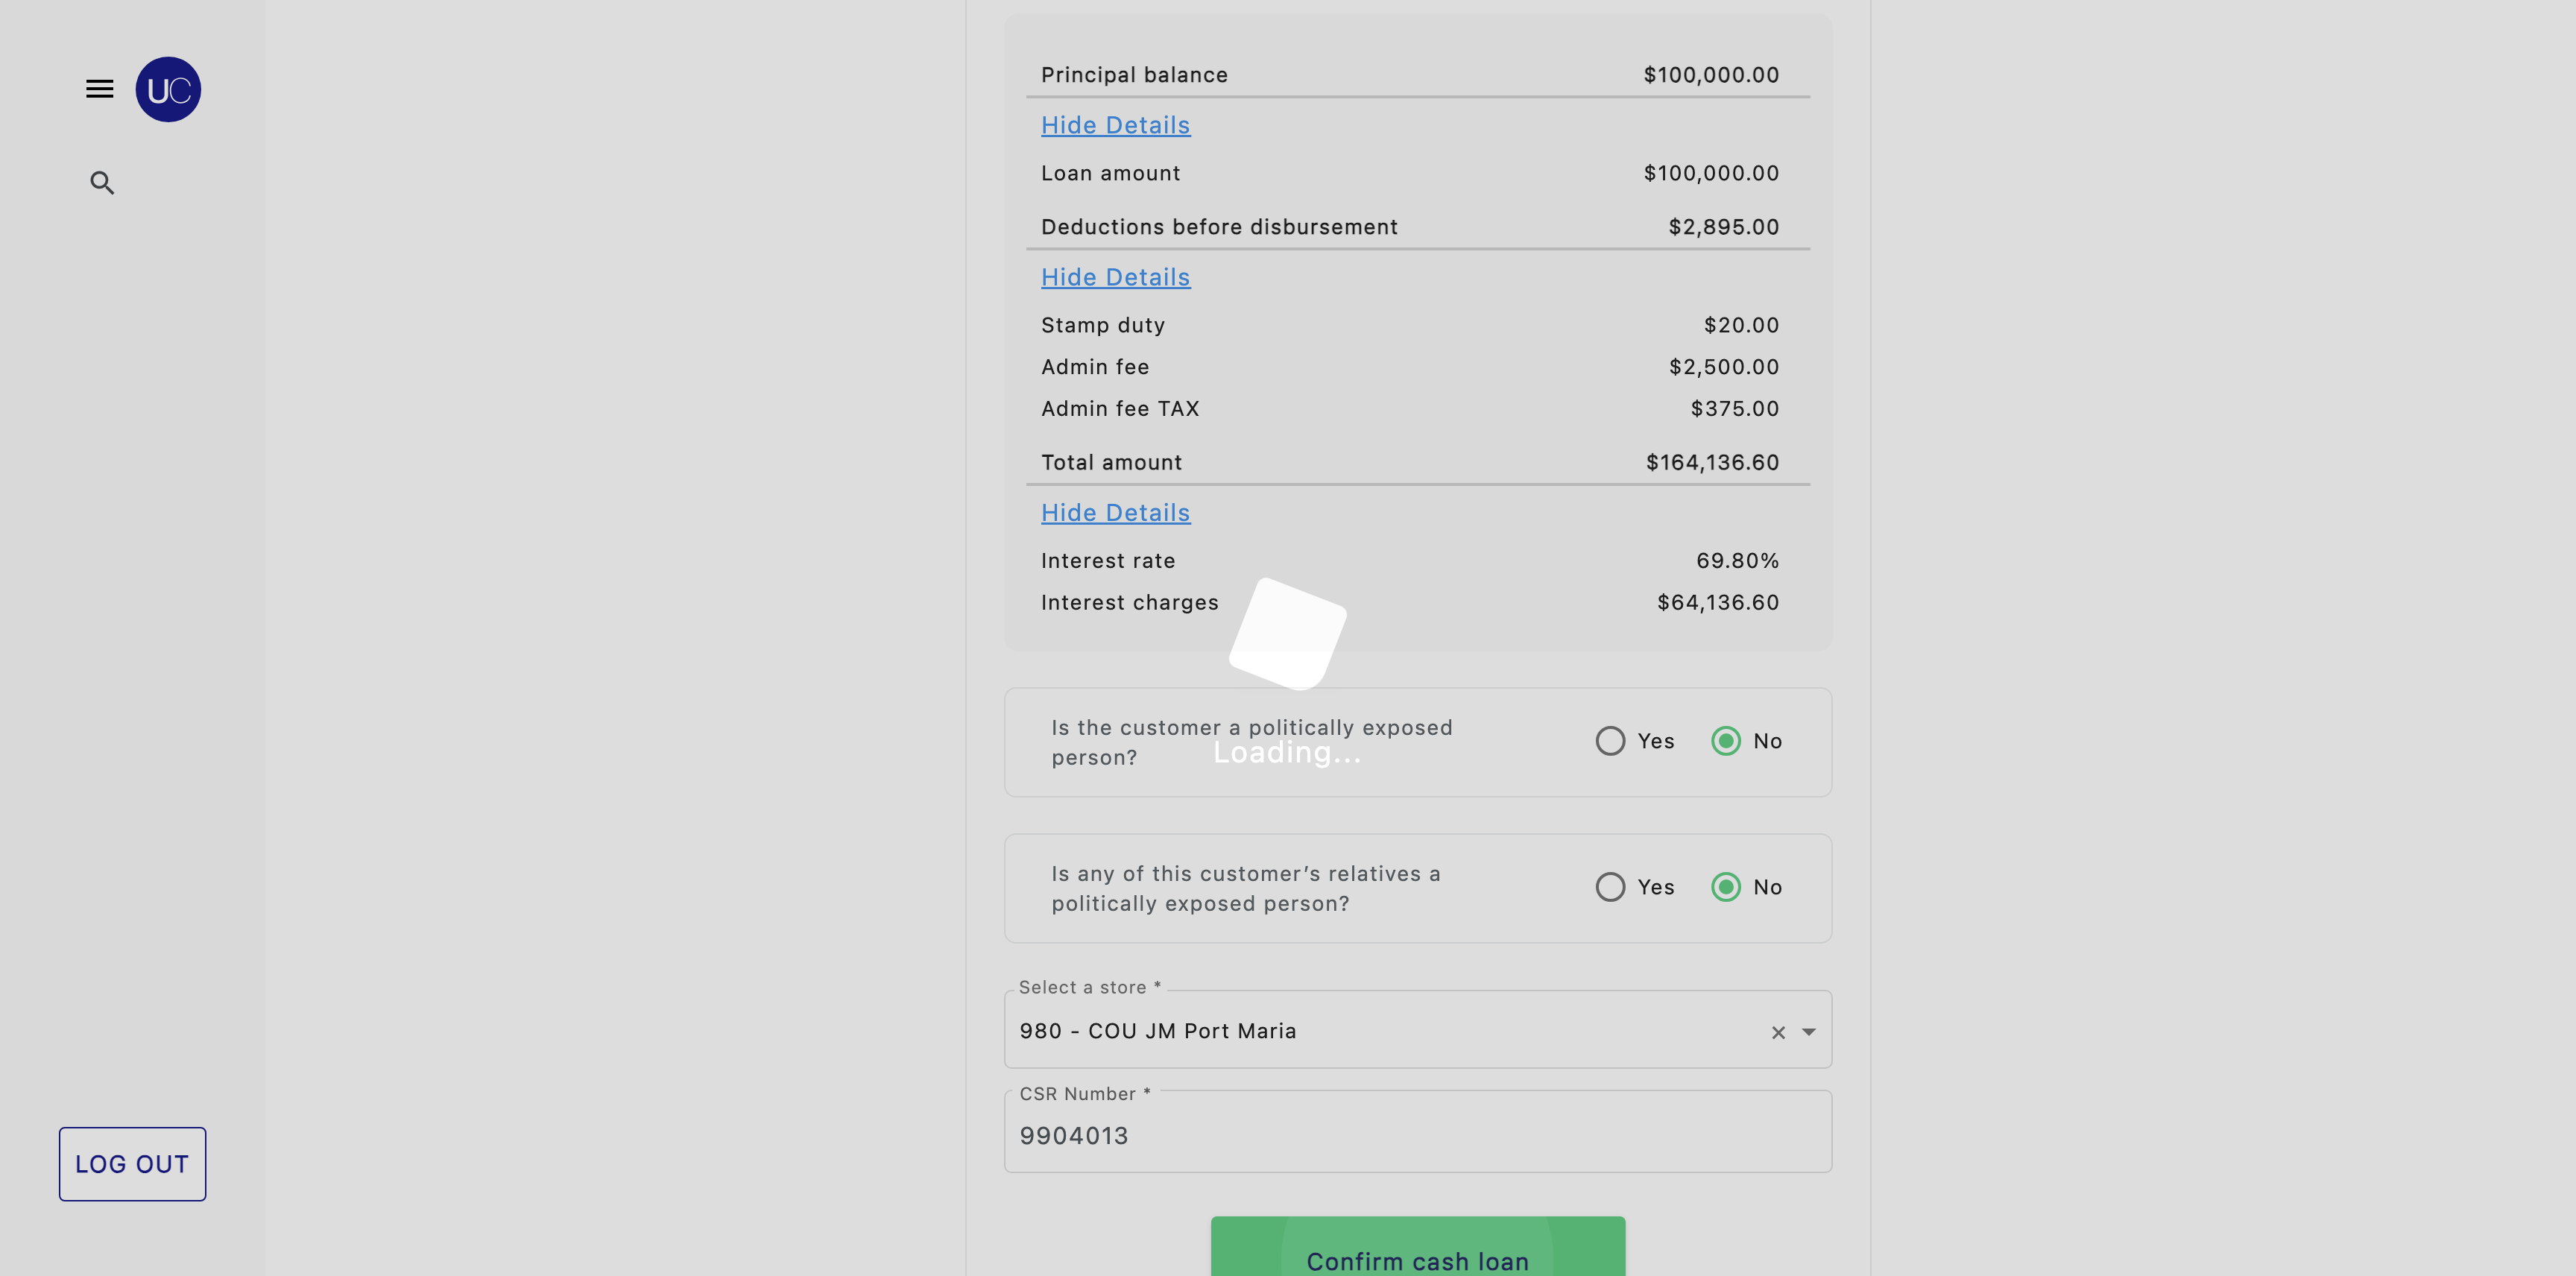 UC
Principal balance $100,000.00
Hide Details
Loan amount $100,000.00
Deductions before disbursement $2,895.00
Hide Details
Stamp duty $20.00
Admin fee $2,500.00
Admin fee TAX $375.00
Total amount $164,136.60
Hide Details
Interest rate 69.80%
Interest charges $64,136.60
Is the customer a politically exposed
person?
Yes No
Loading...
Is any of this customer’s relatives a
politically exposed person?
Yes No
Select a store *
980 - COU JM Port Maria
CSR Number *
9904013
LOG OUT
Confirm cash loan